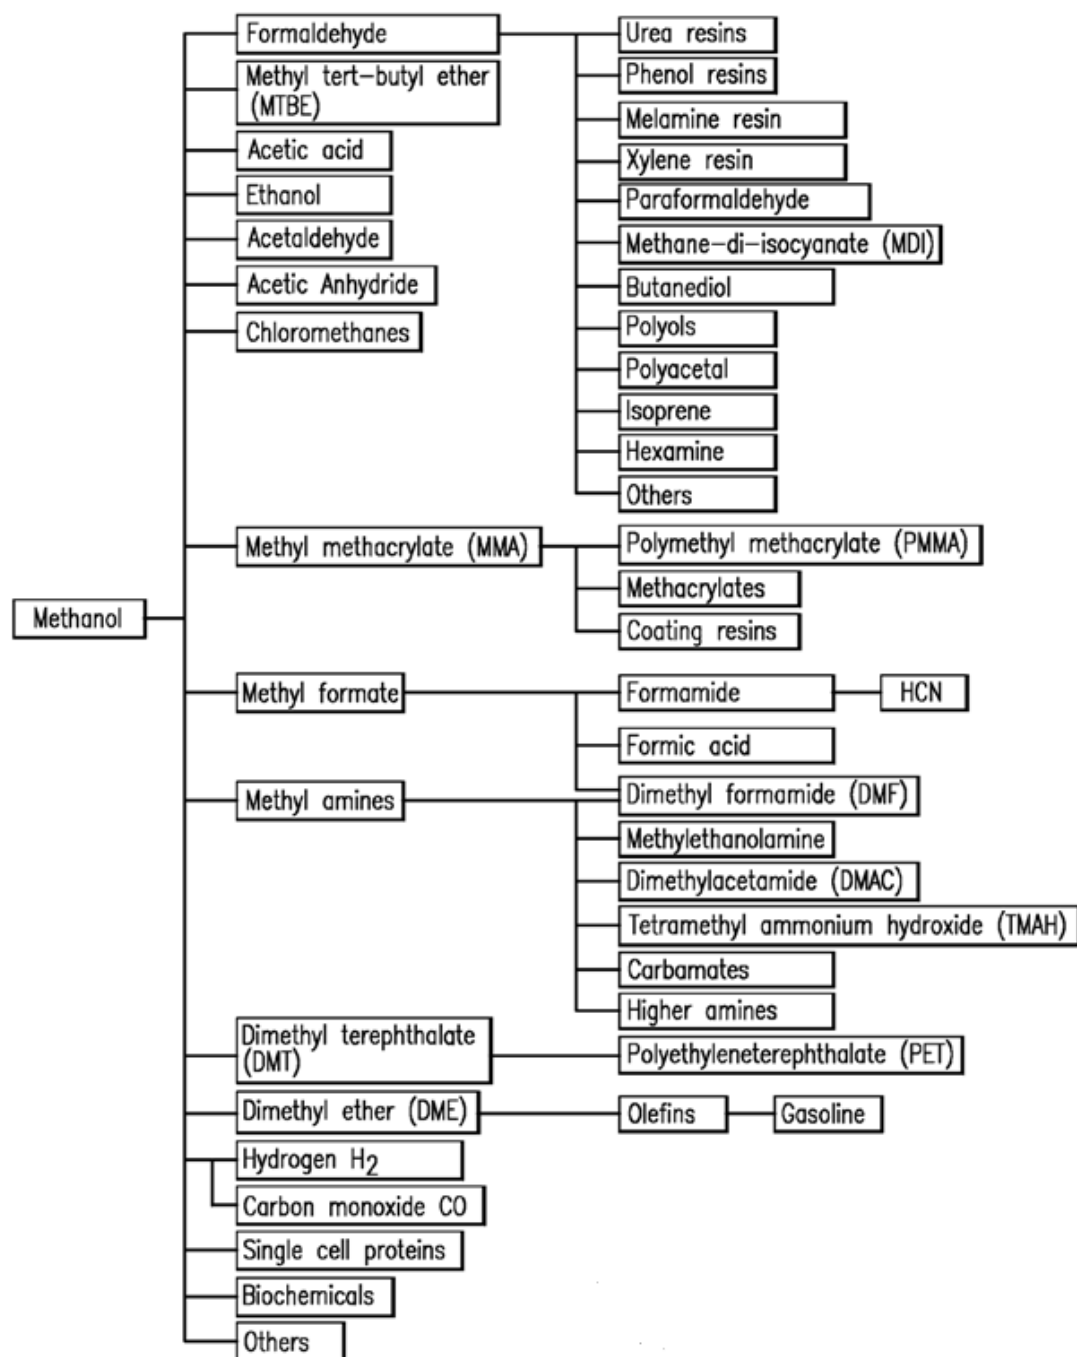 Formaldehyde
Urea resins
Methyl tert-butyl ether
(MTBE)
Phenol resins
Melamine resin
Acetic acid
Xylene resin
Ethanol
Paraformaldehyde
Acetaldehyde
Methane-di-isocyanate (MDI)
Acetic Anhydride
Butanediol
Chloromethanes
Polyols
Polyacetal
Isoprene
Hexamine
Others
Methyl methacrylate (MMA)
Polymethyl methacrylate (PMMA)
Methacrylates
Methanol
Coating resins
Methyl formate
Formamide
HCN
Formic acid
Methyl amines
Dimethyl formamide (DMF)
Methylethanolamine
Dimethylacetamide (DMAC)
Tetramethyl ammonium hydroxide (TMAH)
Carbamates
Higher amines
Dimethyl terephthalate
(DMT)
Polyethyleneterephthalate (PET)
Dimethyl ether (DME)
Olefins
Gasoline
Hydrogen H2
Carbon monoxide CO
Single cell proteins
Biochemicals
Others